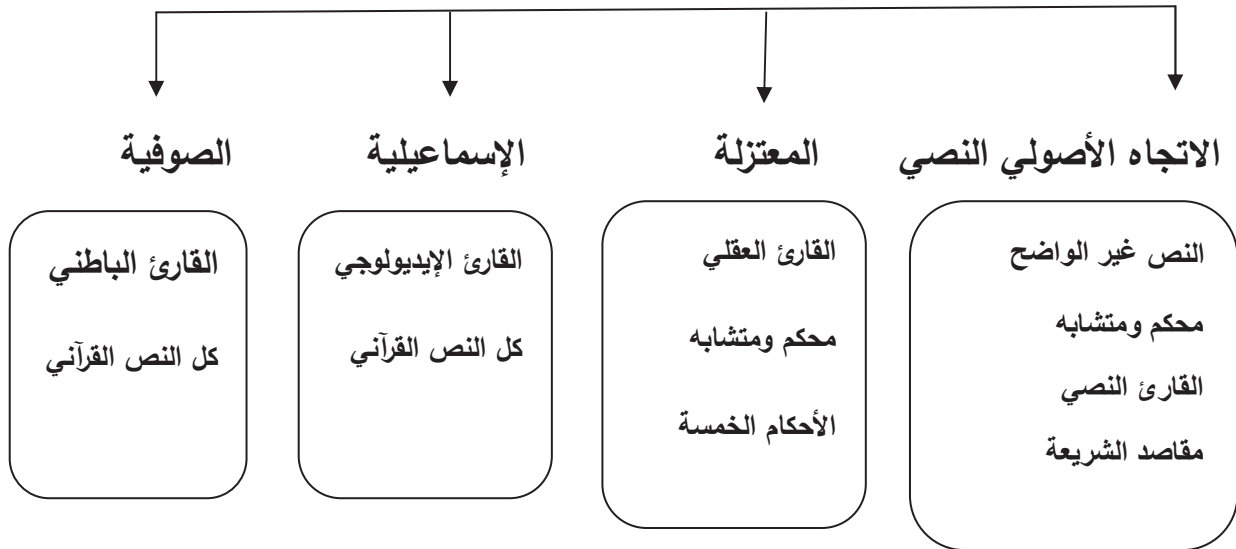 الاتجاه الأصولي النصي
المعتزلة
الإسماعيلية
الصوفية
النص غير الواضح
محكم ومتشابه
القارئ النصي
مقاصد الشريعة
القارئ العقلي
محكم ومتشابه
الأحكام الخمسة
القارئ الإيديولوجي
كل النص القرآني
القارئ الباطني
كل النص القرآني